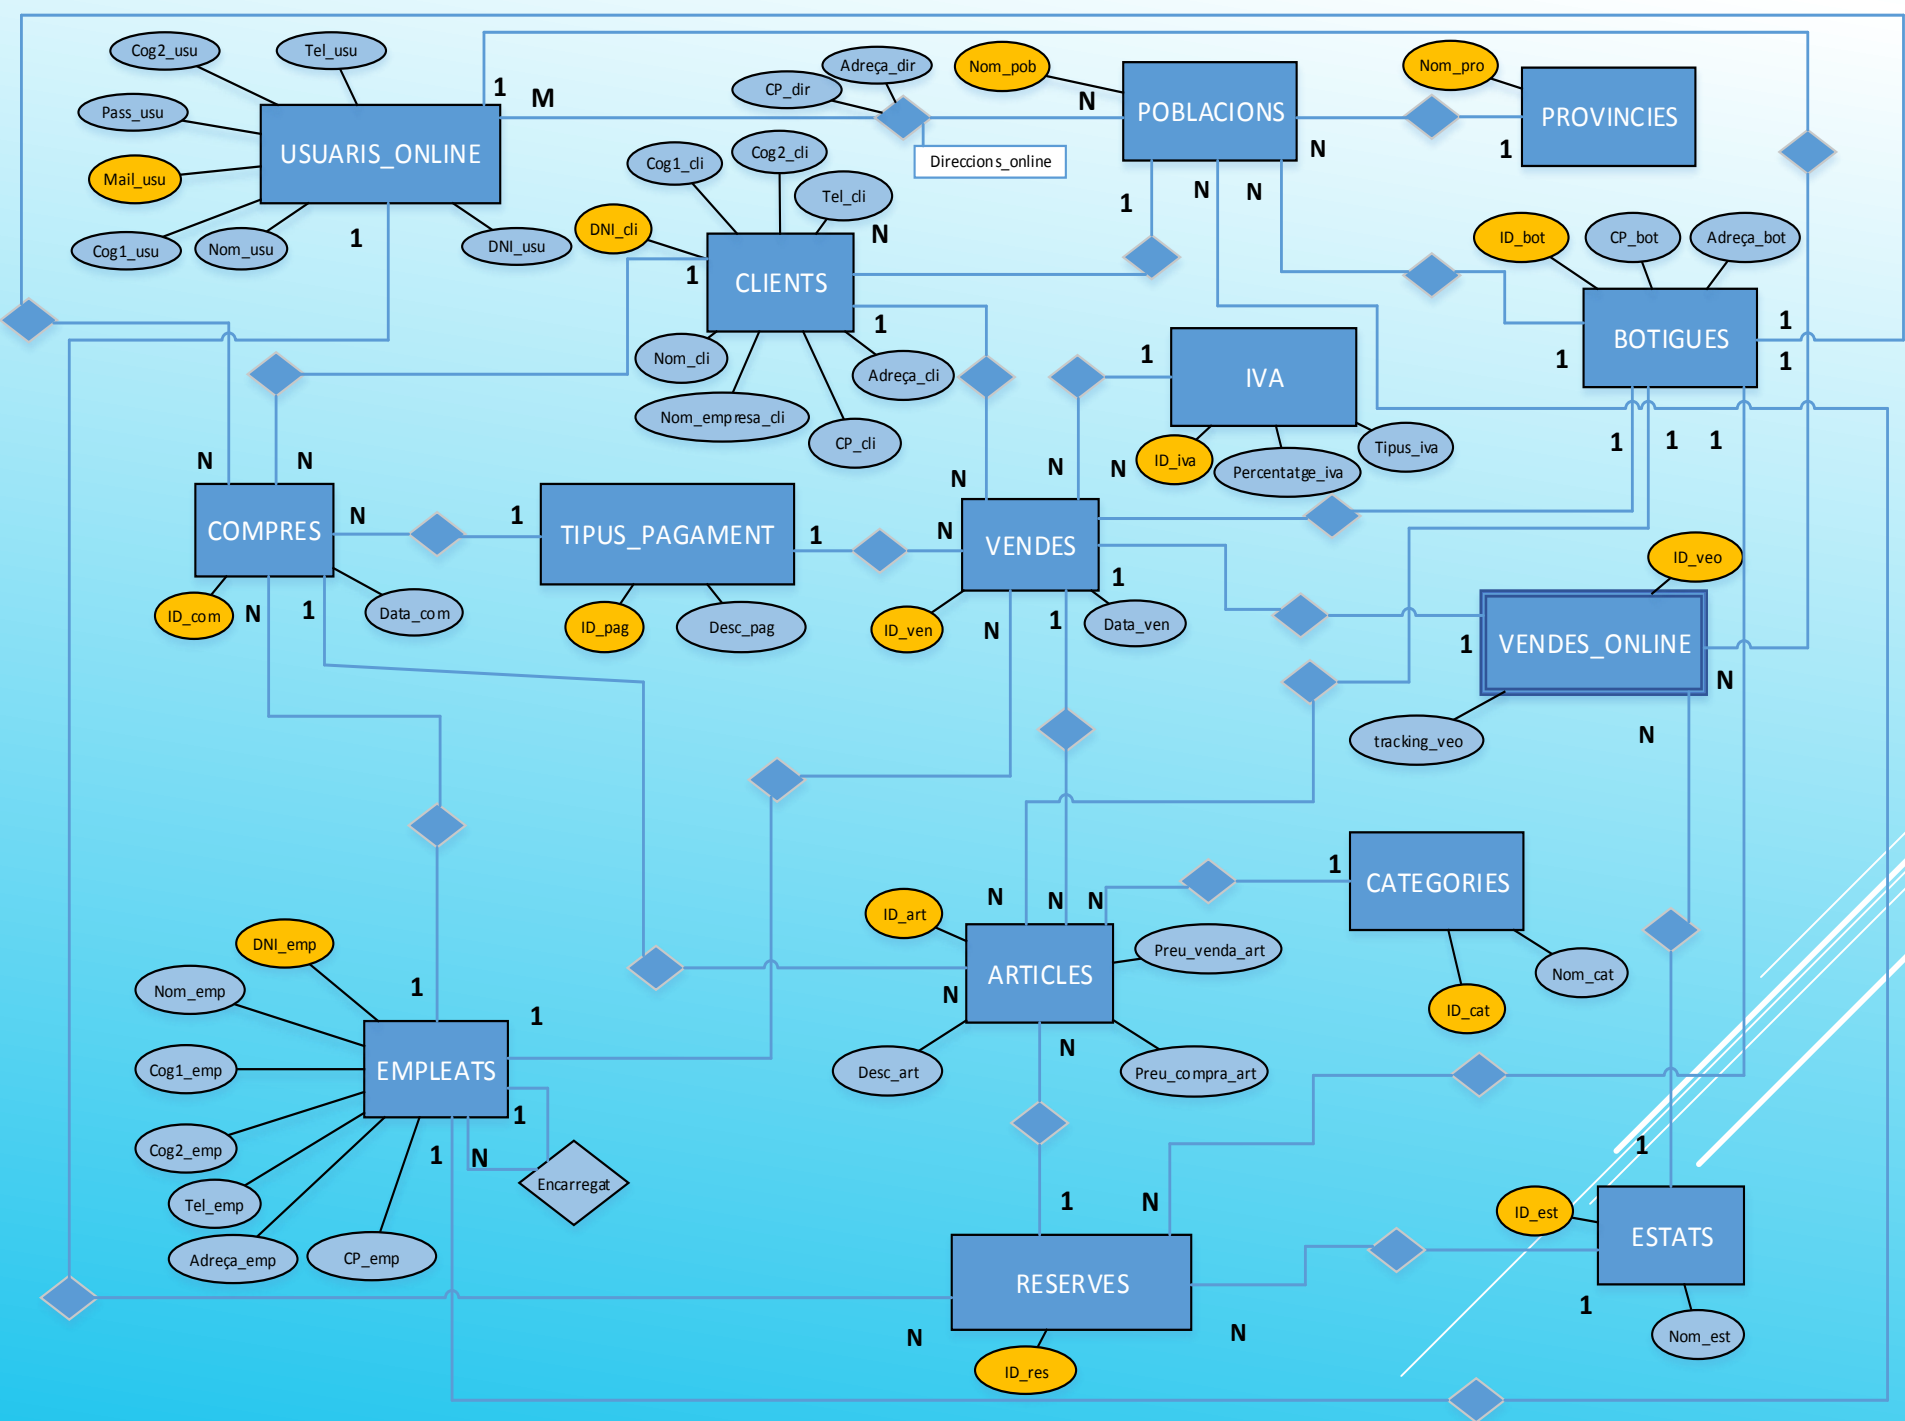 Cog2_usu
Tel_usu
Pass_usu
Mail_usu
Cog1_usu
Nom_usu
DNI_usu
USUARIS_ONLINE
1
M
1
CP_dir
Adreça_dir
Direccions_online
N
Nom_pob
POBLACIONS
N
1
N
N
Nom_pro
PROVINCIES
1
Cog1_cli
Cog2_cli
Tel_cli
N
DNI_cli
1
CLIENTS
1
Nom_cli
Adreça_cli
Nom_empresa_cli
CP_cli
ID_bot
CP_bot
Adreça_bot
BOTIGUES
1
1
1
1
1
1
1
IVA
ID_iva
Percentatge_iva
Tipus_iva
N
N
N
N
N
COMPRES
N
ID_com
N
1
Data_com
1
TIPUS_PAGAMENT
1
ID_pag
Desc_pag
N
VENDES
1
ID_ven
N
1
Data_ven
ID_veo
1
VENDES_ONLINE
N
N
tracking_veo
1
CATEGORIES
ID_cat
Nom_cat
N
N
N
ID_art
Preu_venda_art
ARTICLES
N
N
Desc_art
Preu_compra_art
DNI_emp
Nom_emp
Cog1_emp
Cog2_emp
Tel_emp
Adreça_emp
CP_emp
1
1
EMPLEATS
1
1
N
Encarregat
1
N
RESERVES
N
N
ID_res
1
ID_est
ESTATS
1
Nom_est